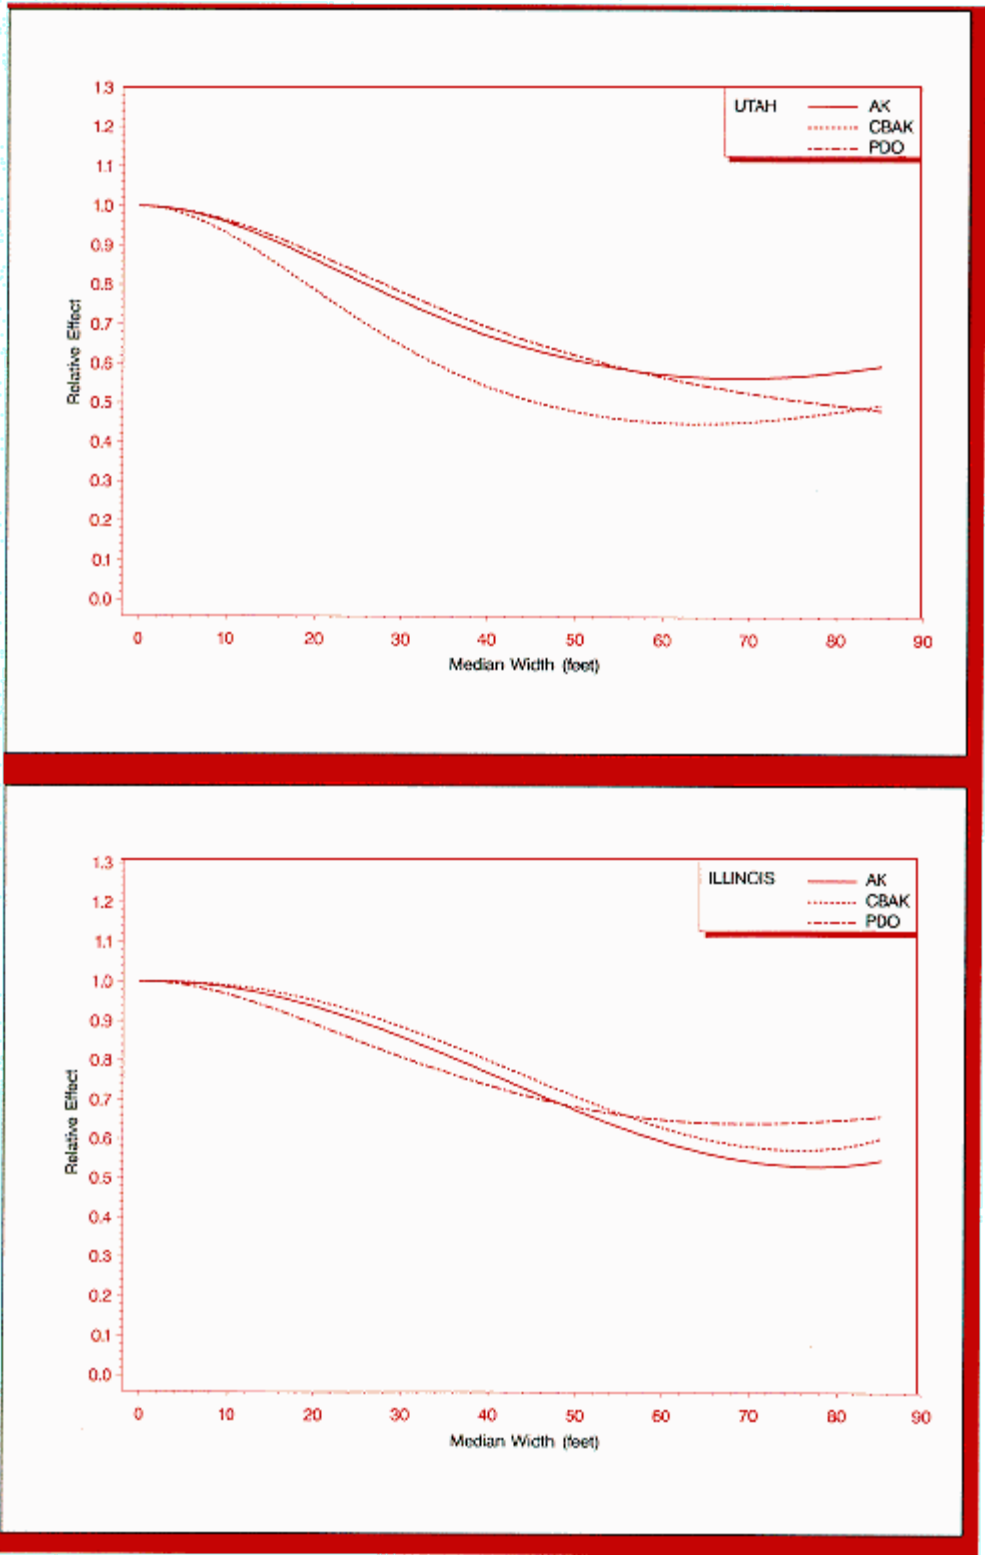 1.3
1.2
1.1
1.0
0.9
0.8
0.7
0.6
0.5
0.4
0.3
0.2
0.1
0.0
Relative Effect
UTAH
AK
CBAK
PDO
0 10 20 30 40 50 60 70 80 90
Median Width (feet)
1.3
1.2
1.1
1.0
0.9
0.8
0.7
0.6
0.5
0.4
0.3
0.2
0.1
0.0
Relative Effect
ILLINOIS
AK
CBAK
PDO
0 10 20 30 40 50 60 70 80 90
Median Width (feet)